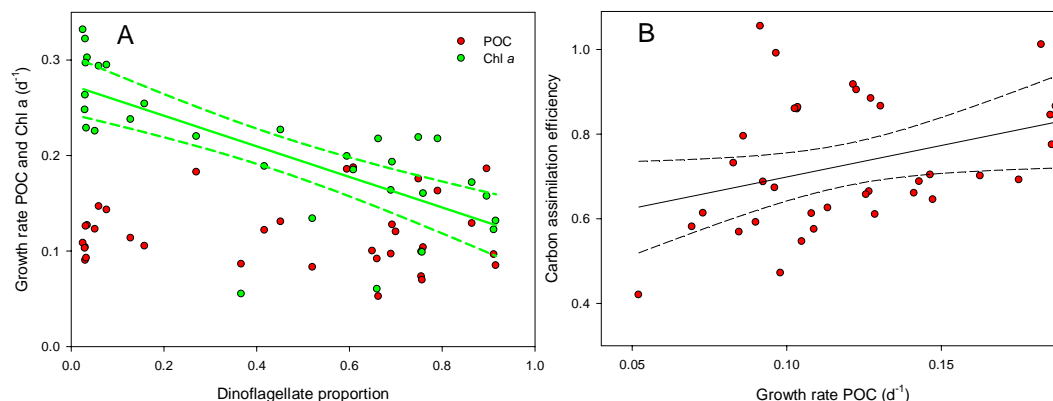 A
POC
Chl a
Growth rate POC and Chl a (d-1)
0.3
0.2
0.1
0.0
0.0 0.2 0.4 0.6 0.8 1.0
Dinoflagellate proportion
B
Carbon assimilation efficiency
1.0
0.8
0.6
0.4
0.05 0.10 0.15
Growth rate POC (d-1)